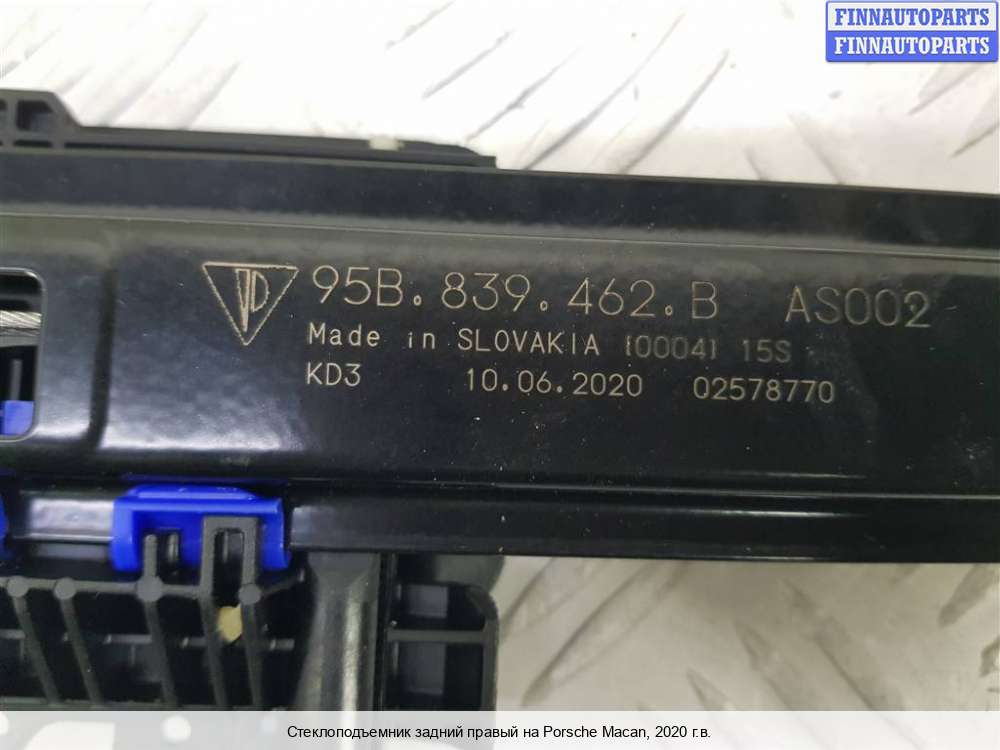 FINNAUTOPARTS
FINNAUTOPARTS
95B.839.462.B AS002
Made in SLOVAKIA [0004] 15S
KD3 10.06.2020 02578770
Стеклоподъемник задний правый на Porsche Macan, 2020 г.в.